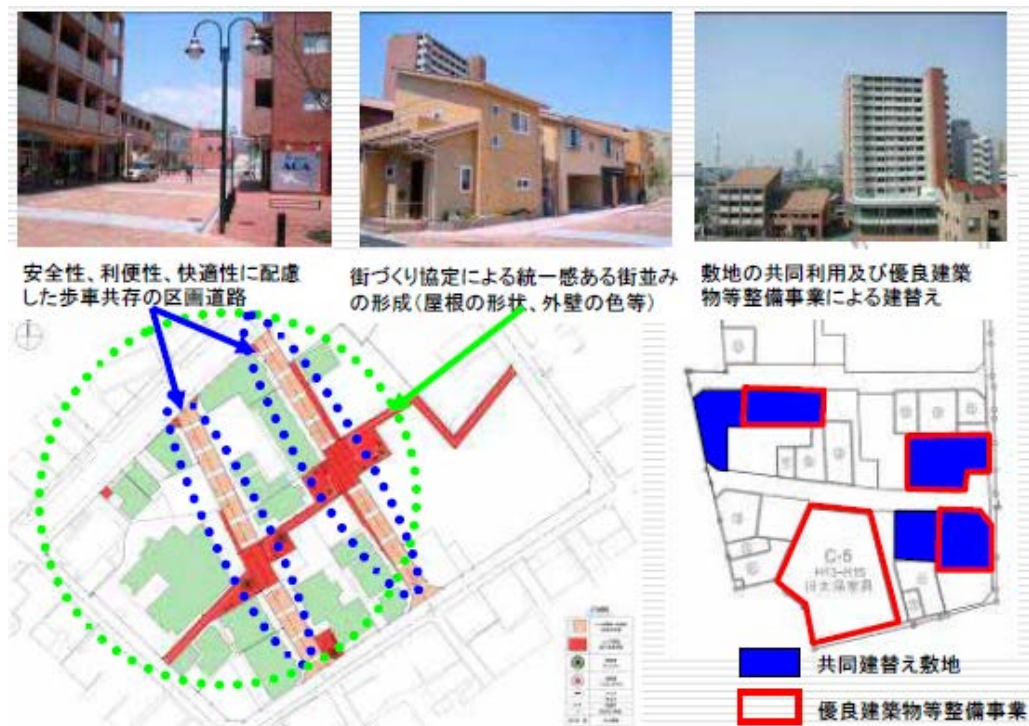 安全性、利便性、快適性に配慮
した歩車共存の区画道路
街づくり協定による統一感ある街並み
の形成(屋根の形状、外壁の色等)
敷地の共同利用及び優良建築
物等整備事業による建替え
C-5
H13-H15
共同建替え敷地
優良建築物等整備事業